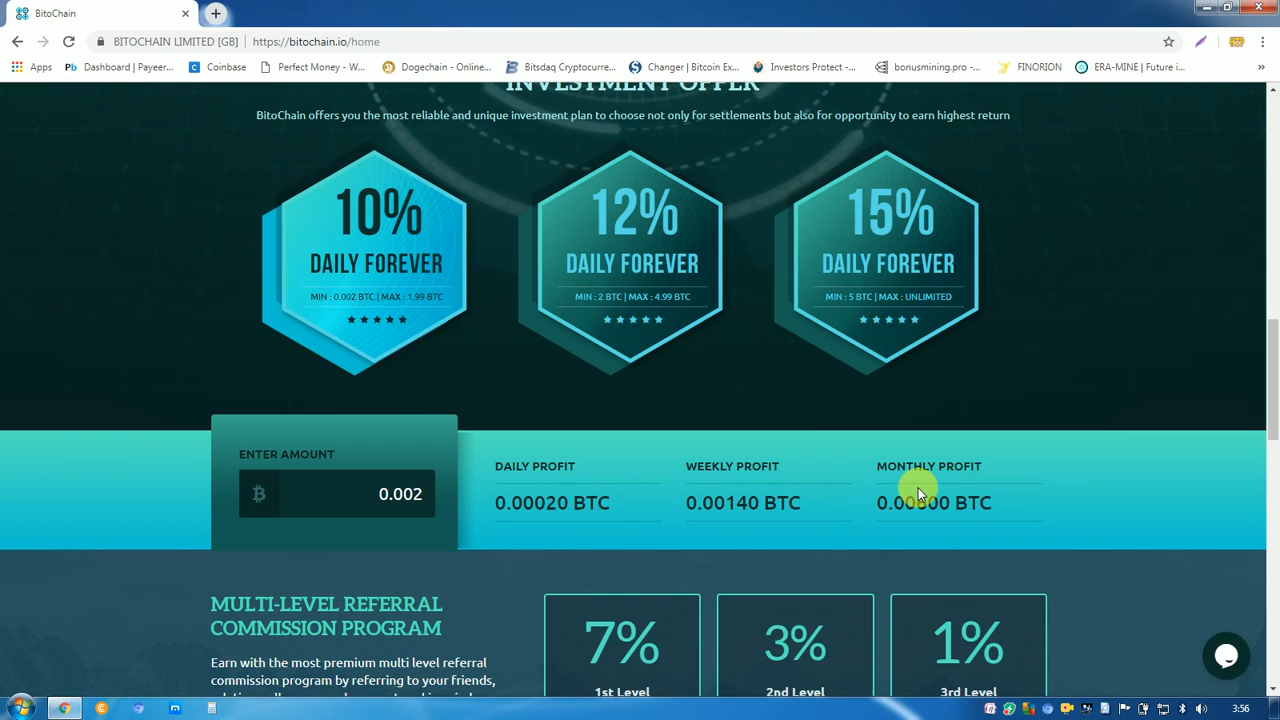 BitoChain
BITOCHAIN LIMITED [GB]
https://bitochain.io/home
Apps
Dashboard | Payeer...
Coinbase
Perfect Money - W...
Dogechain - Online...
Bitsdaq Cryptocurre...
Changer | Bitcoin Ex...
Investors Protect -...
bonusmining.pro -...
FINORION
ERA-MINE | Future i...
»
INVESTMENT OFFER
BitoChain offers you the most reliable and unique investment plan to choose not only for settlements but also for opportunity to earn highest return
10%
DAILY FOREVER
MIN : 0.002 BTC | MAX : 1.99 BTC
12%
DAILY FOREVER
MIN : 2 BTC | MAX : 4.99 BTC
15%
DAILY FOREVER
MIN : 5 BTC | MAX : UNLIMITED
ENTER AMOUNT
0.002
DAILY PROFIT
0.00020 BTC
WEEKLY PROFIT
0.00140 BTC
MONTHLY PROFIT
0.00600 BTC
MULTI-LEVEL REFERRAL
COMMISSION PROGRAM
Earn with the most premium multi level referral
commission program by referring to your friends,
7%
1st Level
3%
2nd Level
1%
3rd Level
3:56